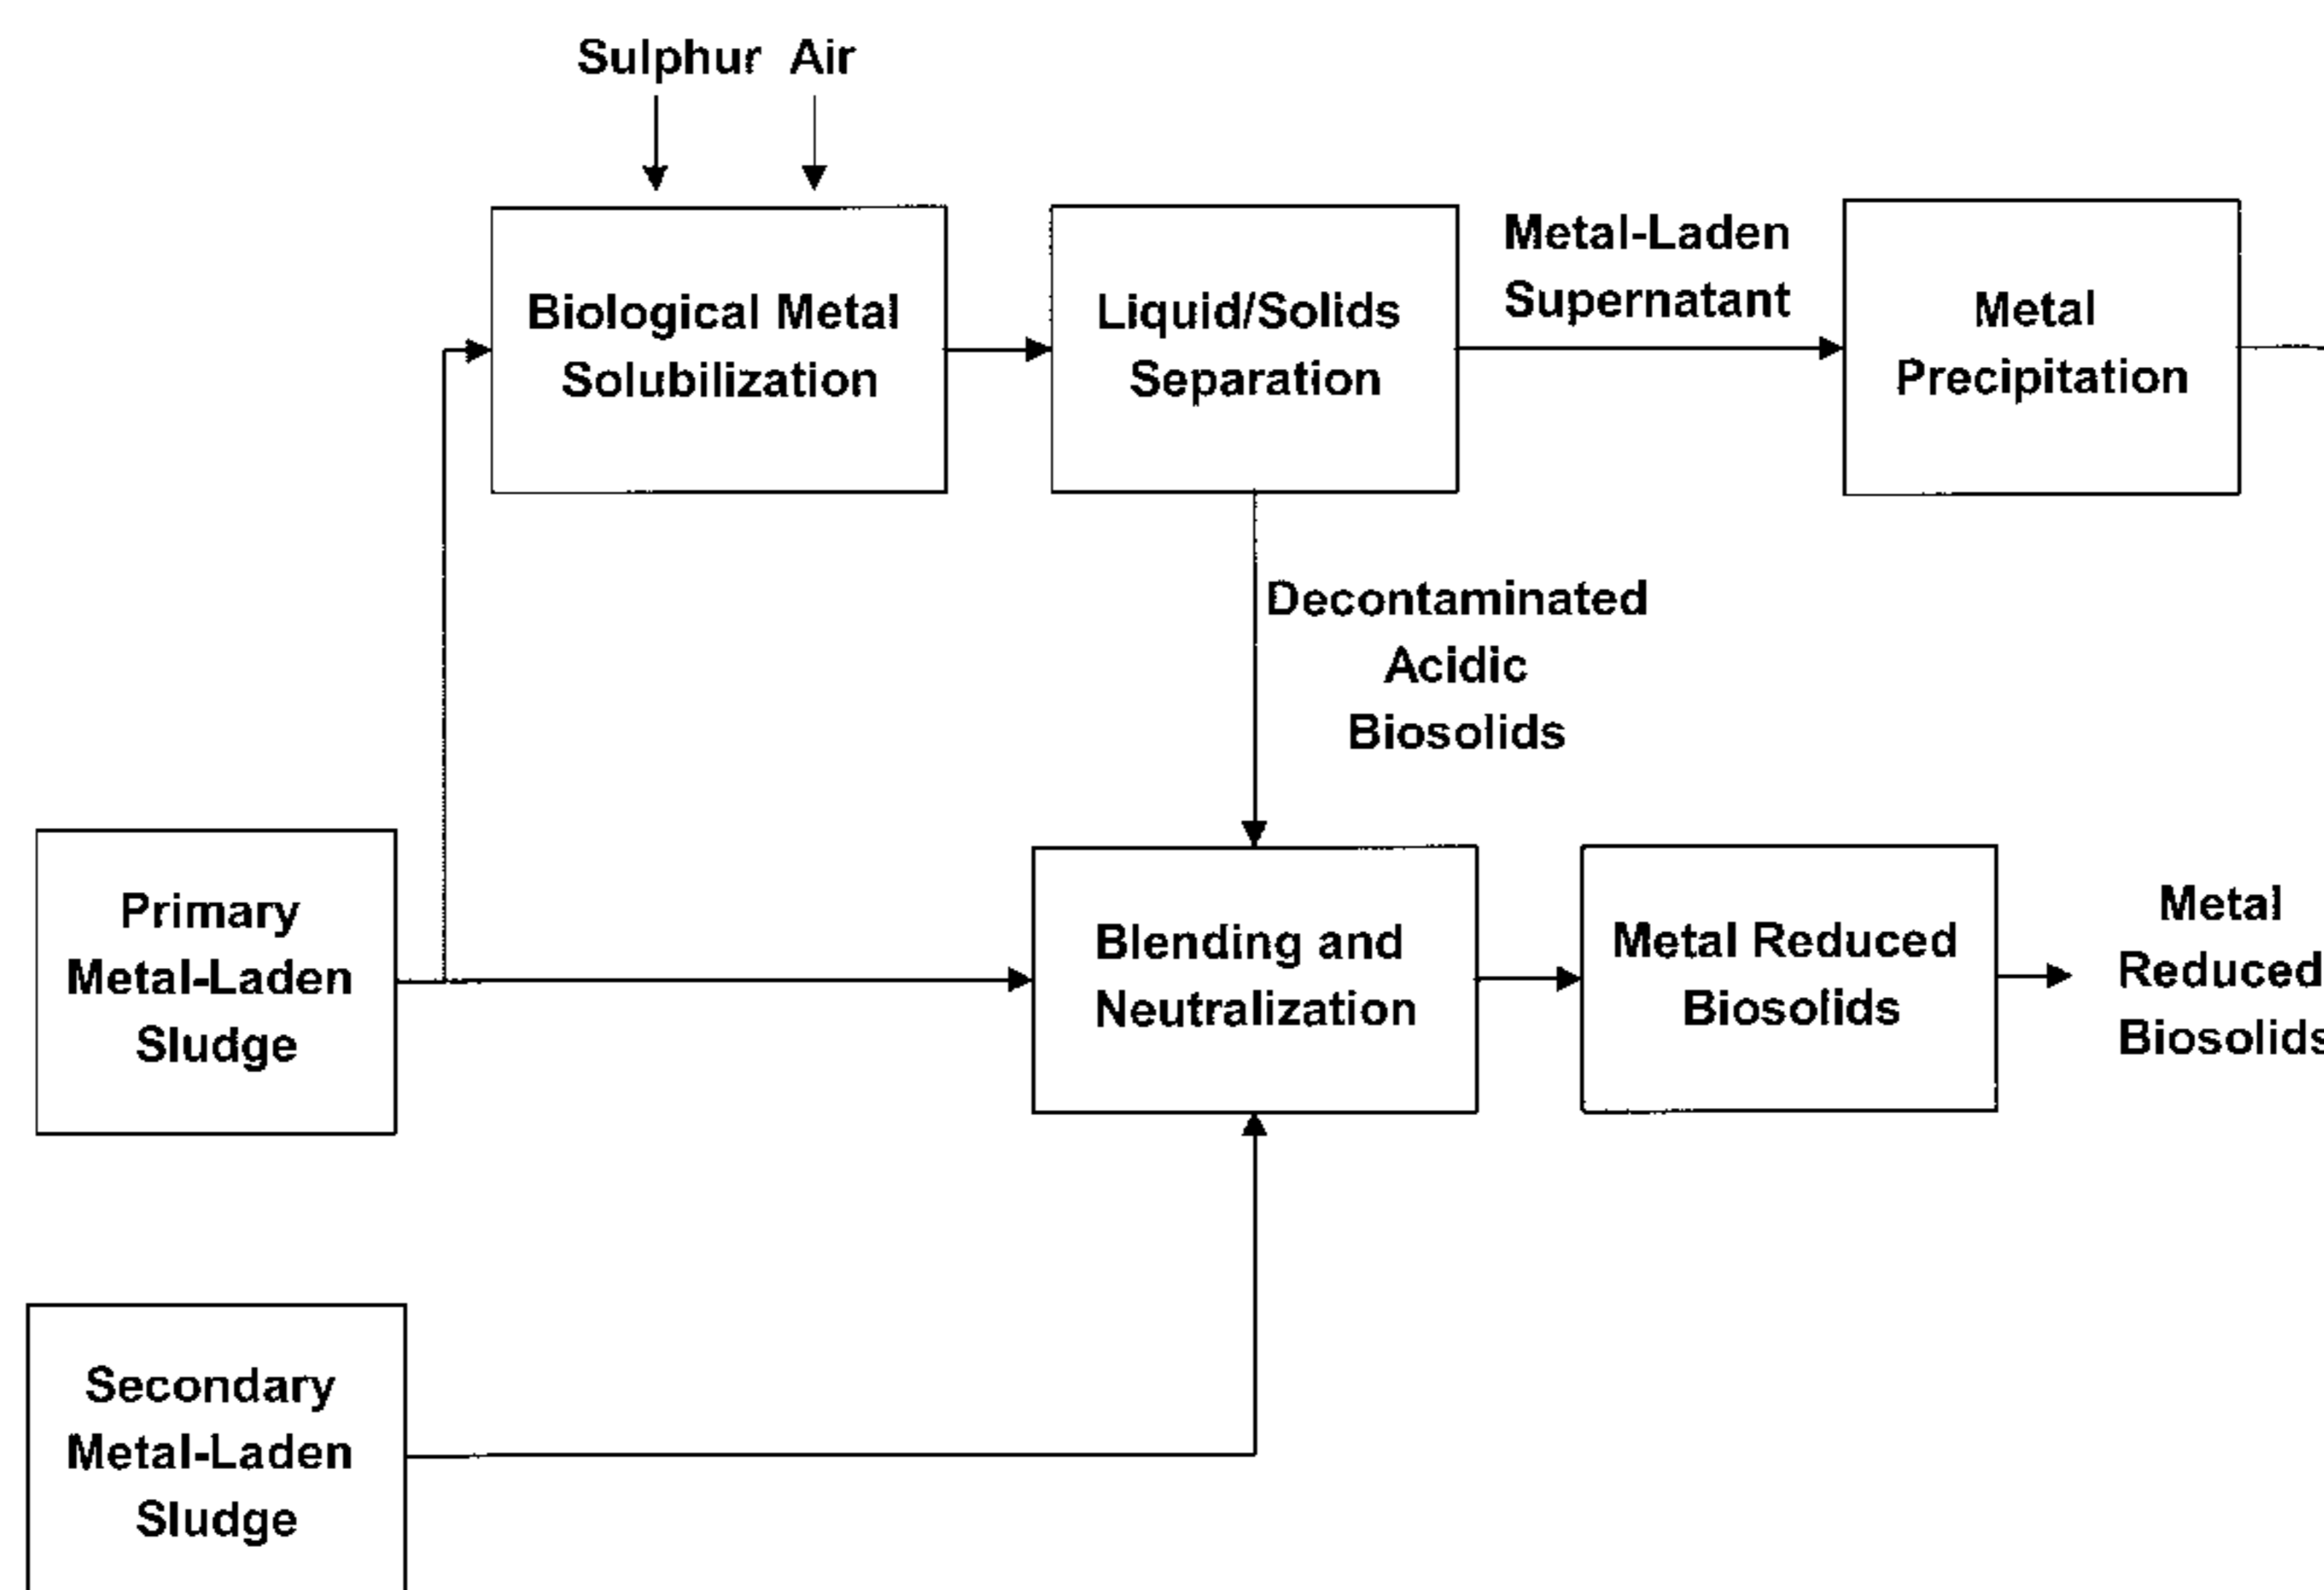 Sulphur Air
Biological Metal
Solubilization
Liquid/Solids
Separation
Metal-Laden
Supernatant
Metal
Precipitation
Decontaminated
Acidic
Biosolids
Primary
Metal-Laden
Sludge
Blending and
Neutralization
Metal Reduced
Biosolids
Metal
Reduced
Biosolids
Secondary
Metal-Laden
Sludge